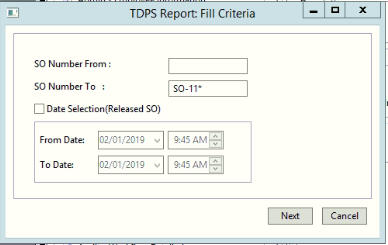 TDPS Report: Fill Criteria
SO Number From :
SO Number To : SO-11*
Date Selection(Released SO)
From Date: 02/01/2019 9:45 AM
To Date: 02/01/2019 9:45 AM
Next Cancel